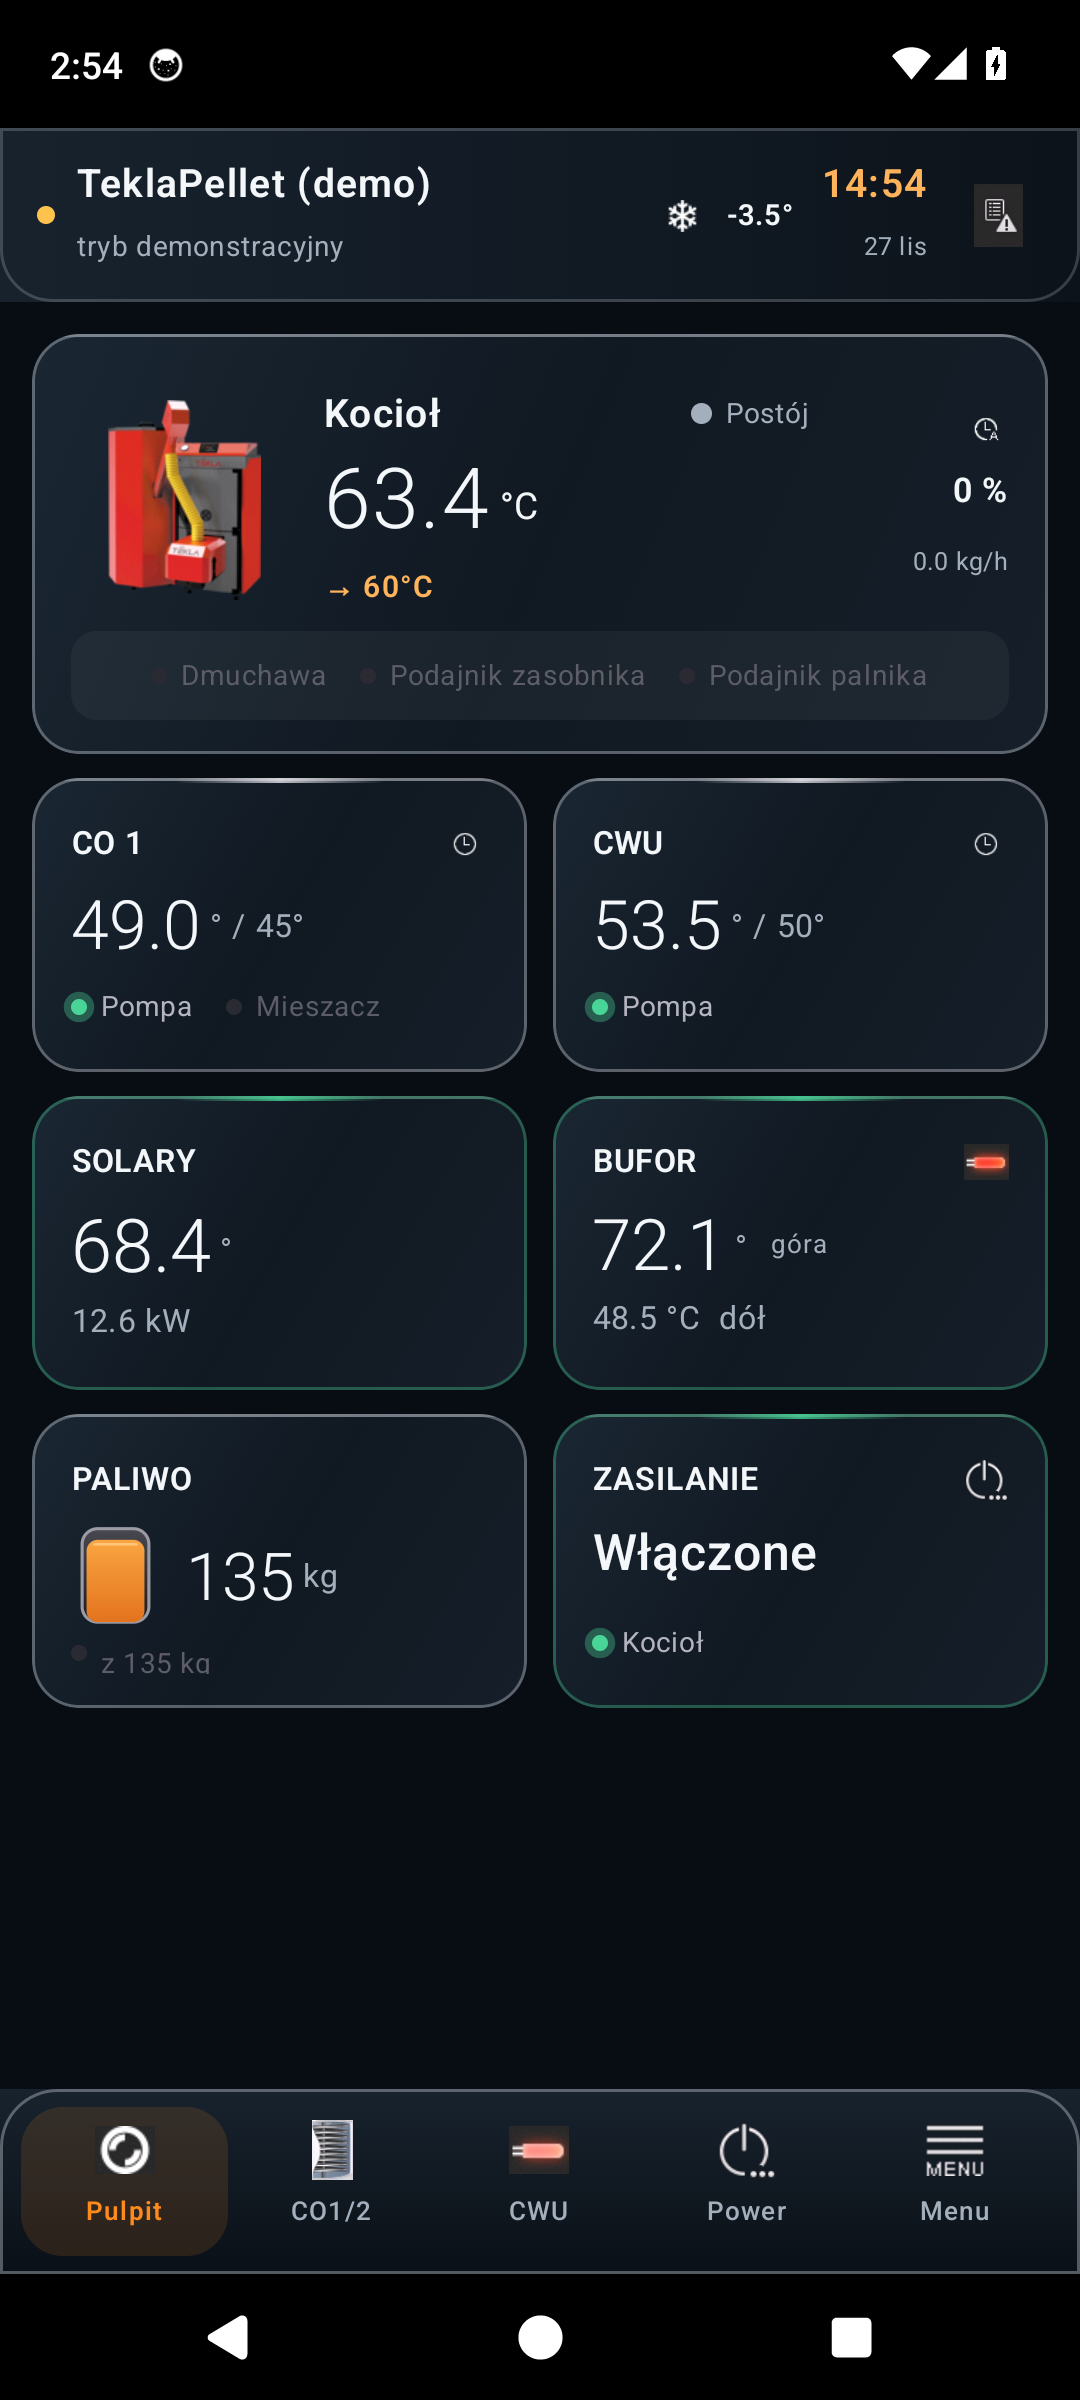 2:54
TeklaPellet (demo)
tryb demonstracyjny
-3.5°
14:54
27 lis
Kocioł
Postój
63.4 °C
0 %
→ 60°C
0.0 kg/h
TEKLA
Dmuchawa
Podajnik zasobnika
Podajnik palnika
CO 1
49.0 ° / 45°
Pompa
Mieszacz
CWU
53.5 ° / 50°
Pompa
SOLARY
68.4 °
12.6 kW
BUFOR
72.1 ° góra
48.5 °C dół
PALIWO
135 kg
z 135 kg
ZASILANIE
Włączone
Kocioł
Pulpit
CO1/2
CWU
Power
MENU
Menu